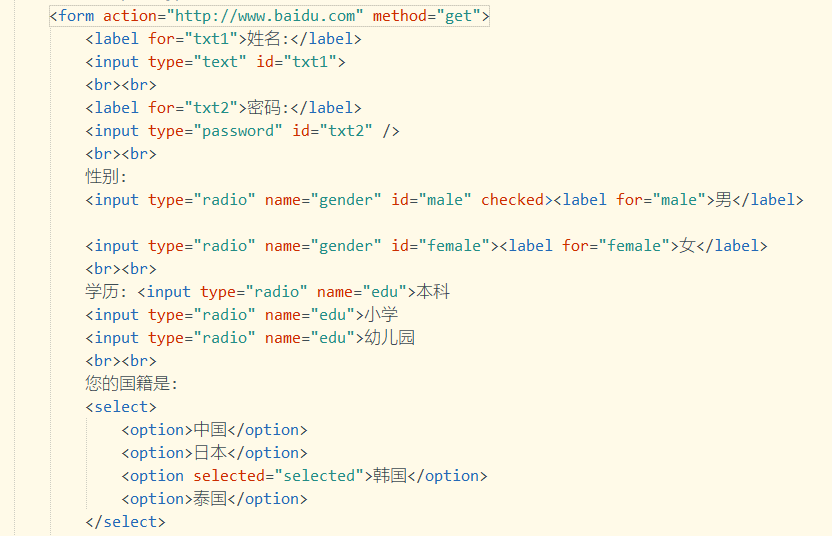 <form action="http://www.baidu.com" method="get">
<label for="txt1">姓名:</label>
<input type="text" id="txt1">
<br><br>
<label for="txt2">密码:</label>
<input type="password" id="txt2" />
<br><br>
性别:
<input type="radio" name="gender" id="male" checked><label for="male">男</label>
<input type="radio" name="gender" id="female"><label for="female">女</label>
<br><br>
学历: <input type="radio" name="edu">本科
<input type="radio" name="edu">小学
<input type="radio" name="edu">幼儿园
<br><br>
您的国籍是:
<select>
<option>中国</option>
<option>日本</option>
<option selected="selected">韩国</option>
<option>泰国</option>
</select>